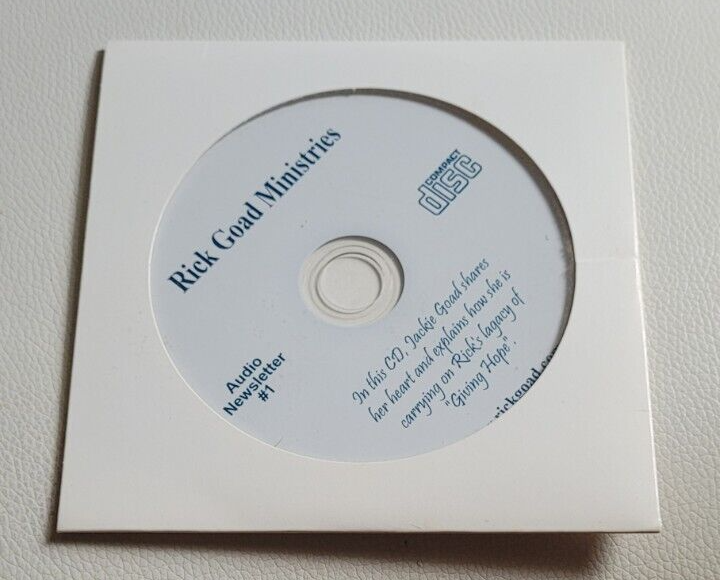 Rick Goad Ministries
COMPACT
disc
Audio
Newsletter
#1
In this CD, Jackie Goad shares
her heart and explains how she is
carrying on Rick's lagacy of
"Giving Hope".